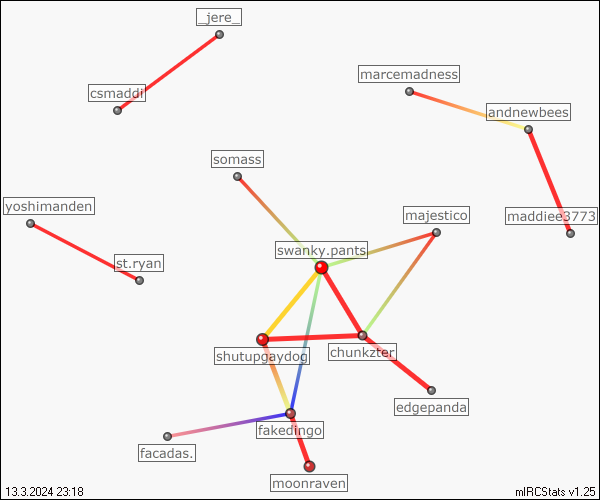 _jere_
marcemadness
csmaddi
andnewbees
somass
yoshimanden
majestico
maddiee3773
swanky.pants
st.ryan
shutupgaydog
chunkzter
edgepanda
fakedingo
facadas.
moonraven
13.3.2024 23:18
mIRCStats v1.25